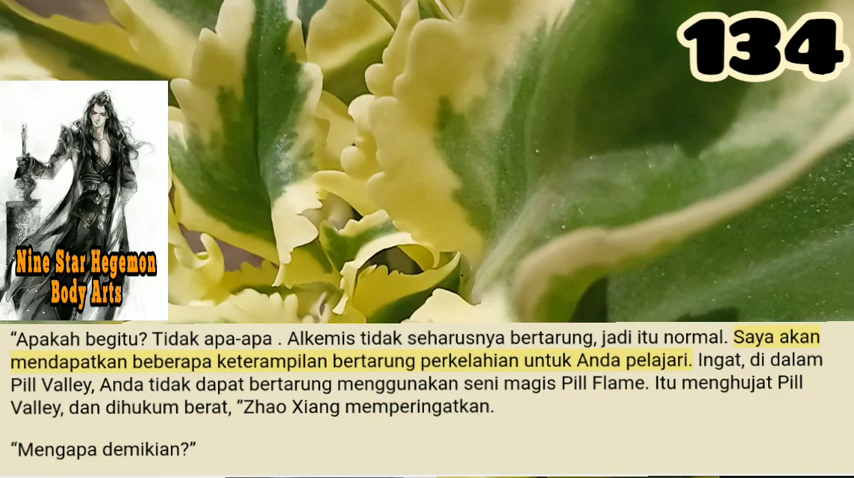 134
Nine Star Hegemon
Body Arts
“Apakah begitu? Tidak apa-apa . Alkemis tidak seharusnya bertarung, jadi itu normal. Saya akan
mendapatkan beberapa keterampilan bertarung perkelahian untuk Anda pelajari. Ingat, di dalam
Pill Valley, Anda tidak dapat bertarung menggunakan seni magis Pill Flame. Itu menghujat Pill
Valley, dan dihukum berat, ”Zhao Xiang memperingatkan.
“Mengapa demikian?”